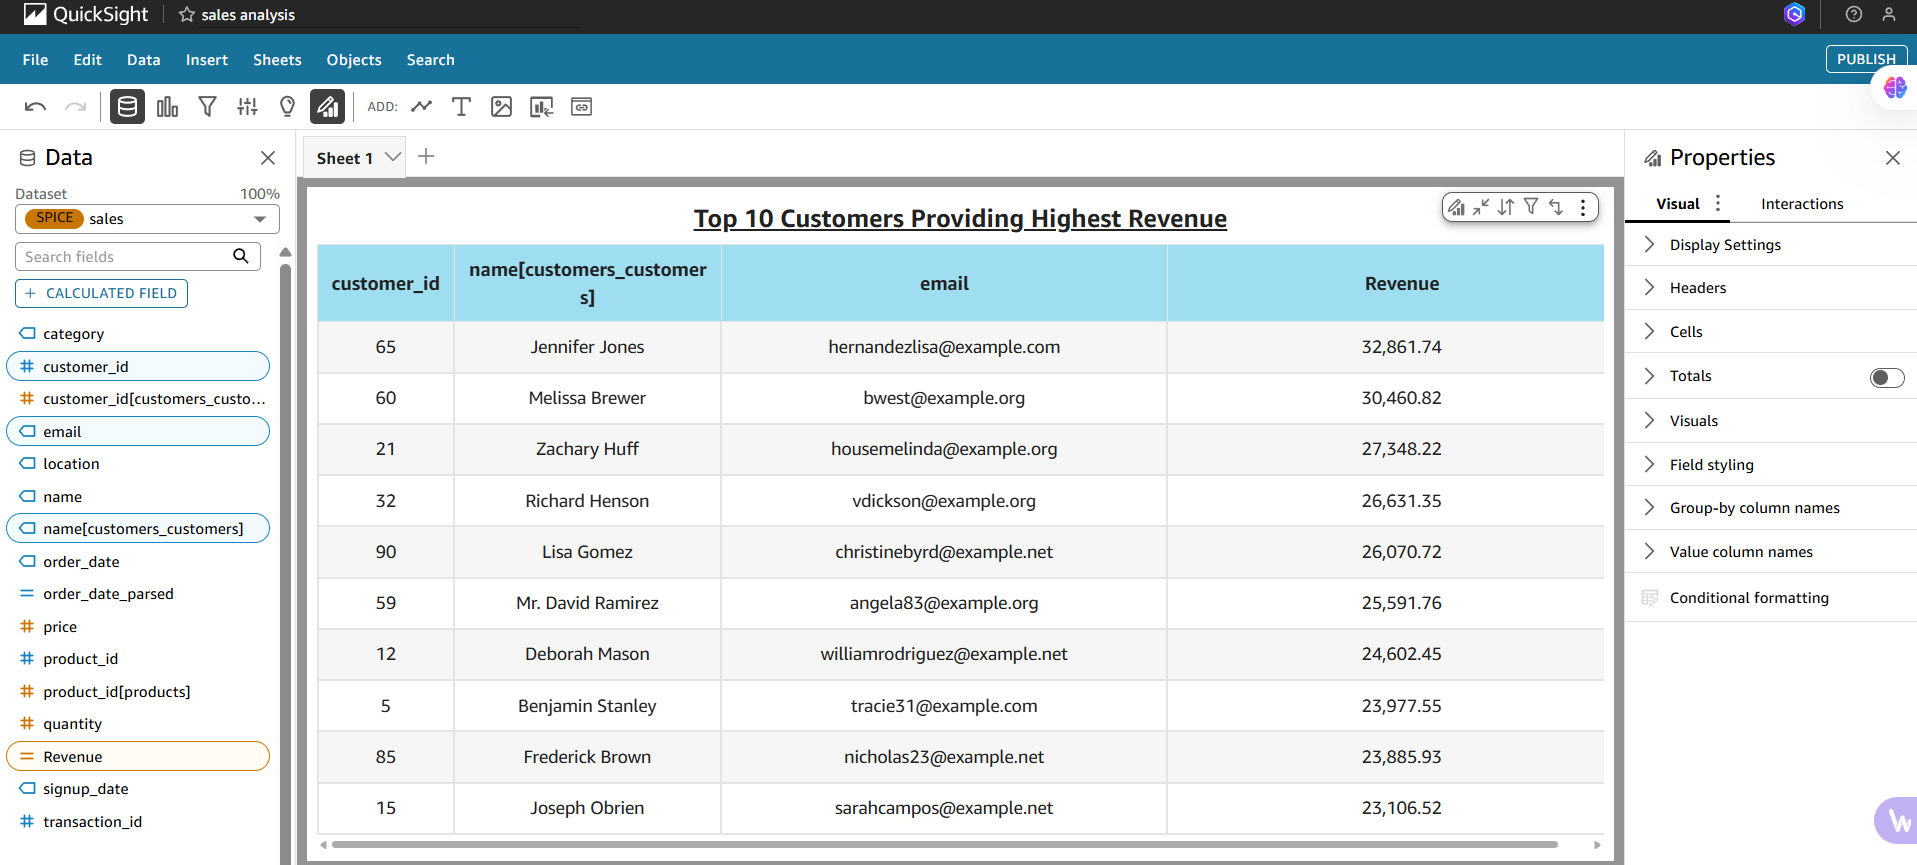 QuickSight
sales analysis
File Edit Data Insert Sheets Objects Search
PUBLISH
ADD:
Data
Dataset 100%
SPICE sales
Search fields
+ CALCULATED FIELD
category
customer_id
customer_id[customers_custo...
email
location
name
name[customers_customers]
order_date
order_date_parsed
price
product_id
product_id[products]
quantity
Revenue
signup_date
transaction_id
Sheet 1
Top 10 Customers Providing Highest Revenue
customer_id name[customers_customer
s] email Revenue
65 Jennifer Jones hernandezlisa@example.com 32,861.74
60 Melissa Brewer bwest@example.org 30,460.82
21 Zachary Huff housemelinda@example.org 27,348.22
32 Richard Henson vdickson@example.org 26,631.35
90 Lisa Gomez christinebyrd@example.net 26,070.72
59 Mr. David Ramirez angela83@example.org 25,591.76
12 Deborah Mason williamrodriguez@example.net 24,602.45
5 Benjamin Stanley tracie31@example.com 23,977.55
85 Frederick Brown nicholas23@example.net 23,885.93
15 Joseph Obrien sarahcampos@example.net 23,106.52
Properties
Visual Interactions
Display Settings
Headers
Cells
Totals
Visuals
Field styling
Group-by column names
Value column names
Conditional formatting